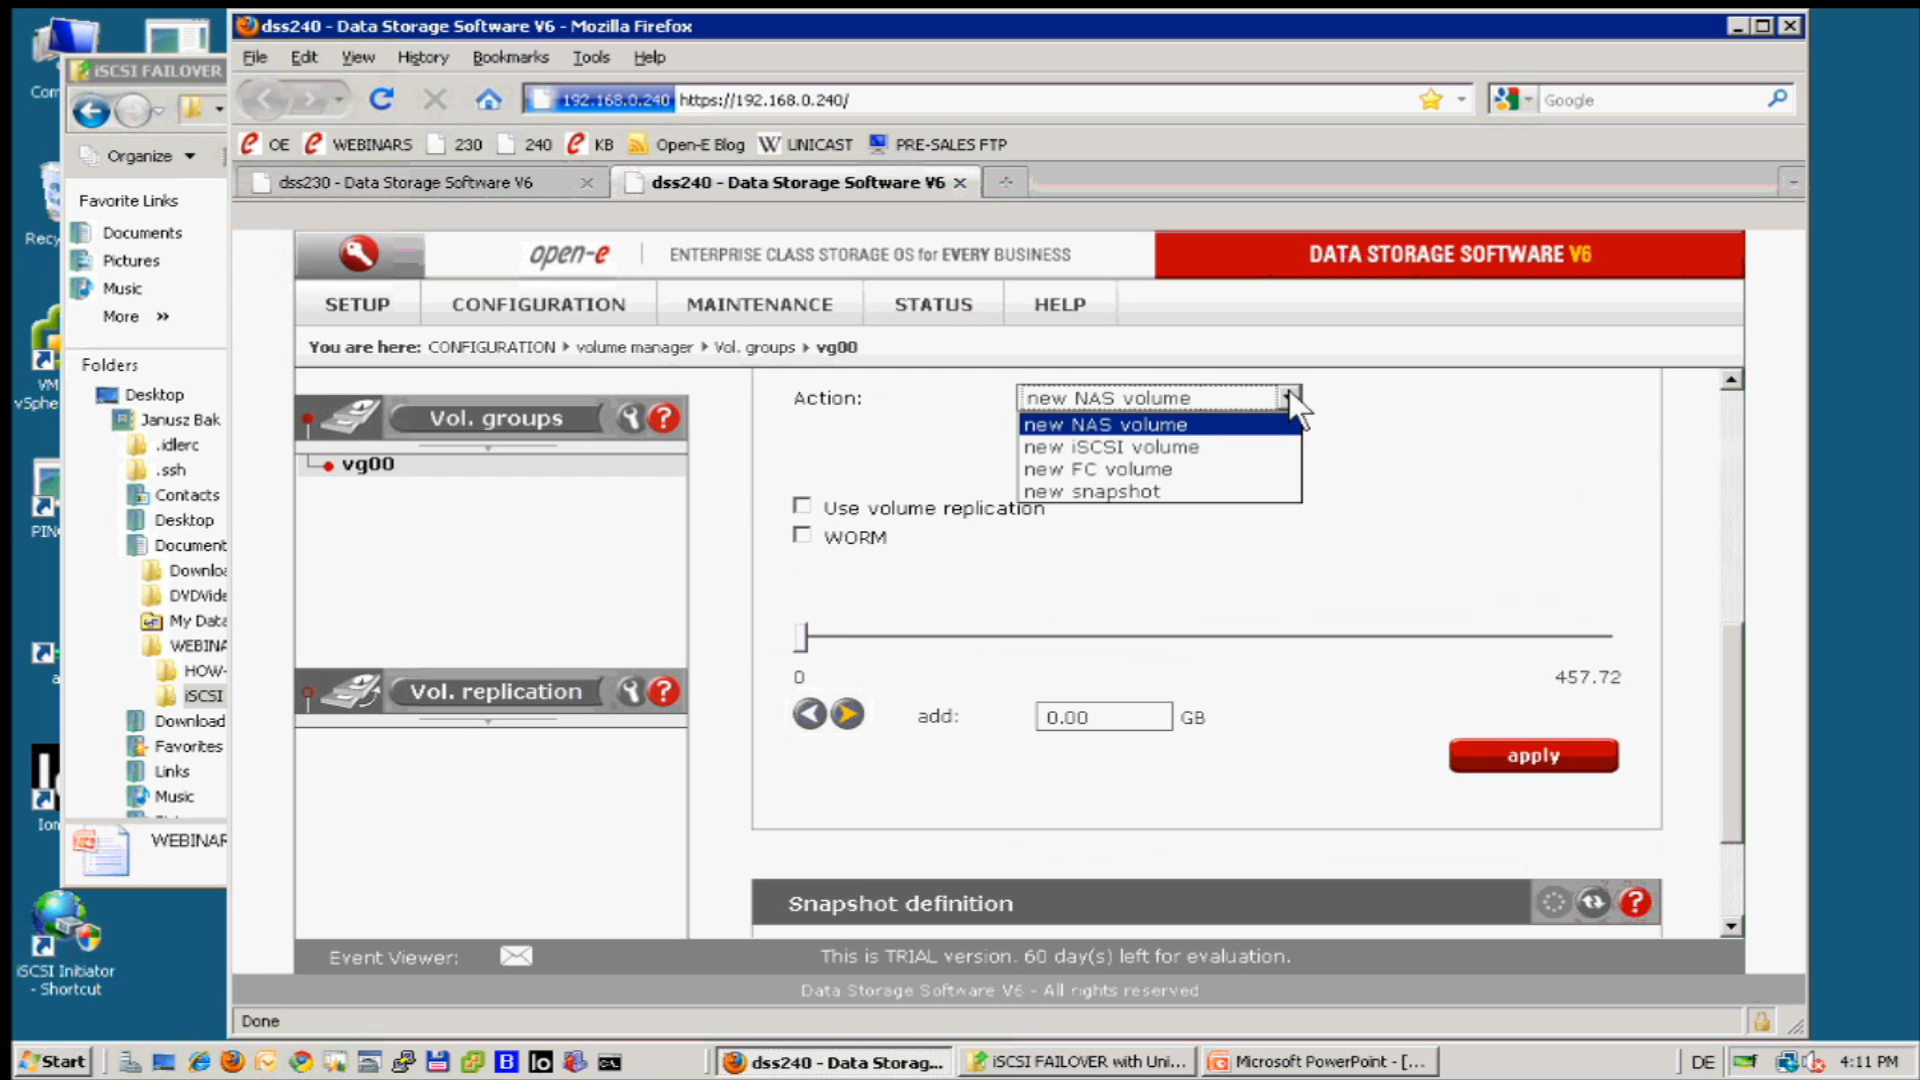 dss240 - Data Storage Software V6 - Mozilla Firefox
File Edit View History Bookmarks Tools Help
192.168.0.240 https://192.168.0.240/
Google
OE WEBINARS 230 240 KB Open-E Blog UNICAST PRE-SALES FTP
dss230 - Data Storage Software V6
dss240 - Data Storage Software V6
iSCSI FAILOVER
Organize
Favorite Links
Documents
Pictures
Music
More »
Folders
Desktop
Janusz Bak
.idlerc
.ssh
Contacts
Desktop
Document
Downloa
DVDVide
My Data
WEBINA
HOW-
iSCSI
Download
Favorites
Links
Music
WEBINAR
Com
Recy
VM
vSphe
PIN
Ion
iSCSI Initiator
- Shortcut
open-e
ENTERPRISE CLASS STORAGE OS for EVERY BUSINESS
DATA STORAGE SOFTWARE V6
SETUP CONFIGURATION MAINTENANCE STATUS HELP
You are here: CONFIGURATION volume manager Vol. groups vg00
Vol. groups
vg00
Vol. replication
Action:
new NAS volume
new NAS volume
new iSCSI volume
new FC volume
new snapshot
Use volume replication
WORM
0
457.72
add: 0.00 GB
apply
Snapshot definition
Event Viewer:
This is TRIAL version. 60 day(s) left for evaluation.
Data Storage Software V6 - All rights reserved
Done
Start
dss240 - Data Storag...
iSCSI FAILOVER with Uni...
Microsoft PowerPoint - [...
DE
4:11 PM